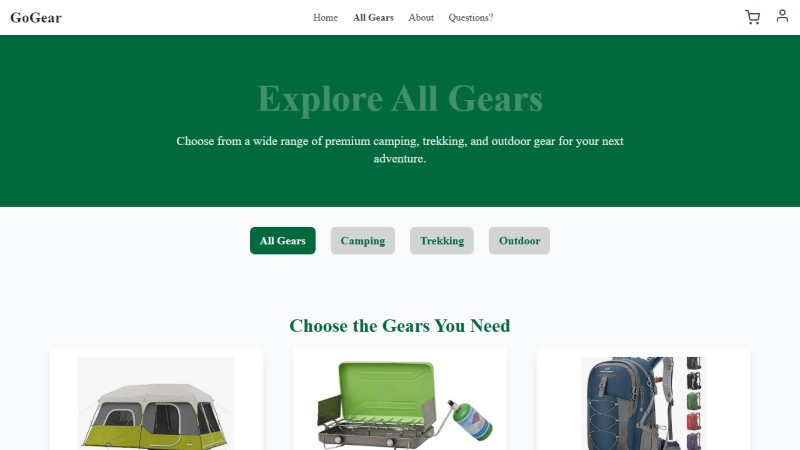 GoGear
Home
All Gears
About
Questions?
Explore All Gears
Choose from a wide range of premium camping, trekking, and outdoor gear for your next
adventure.
All Gears
Camping
Trekking
Outdoor
Choose the Gears You Need